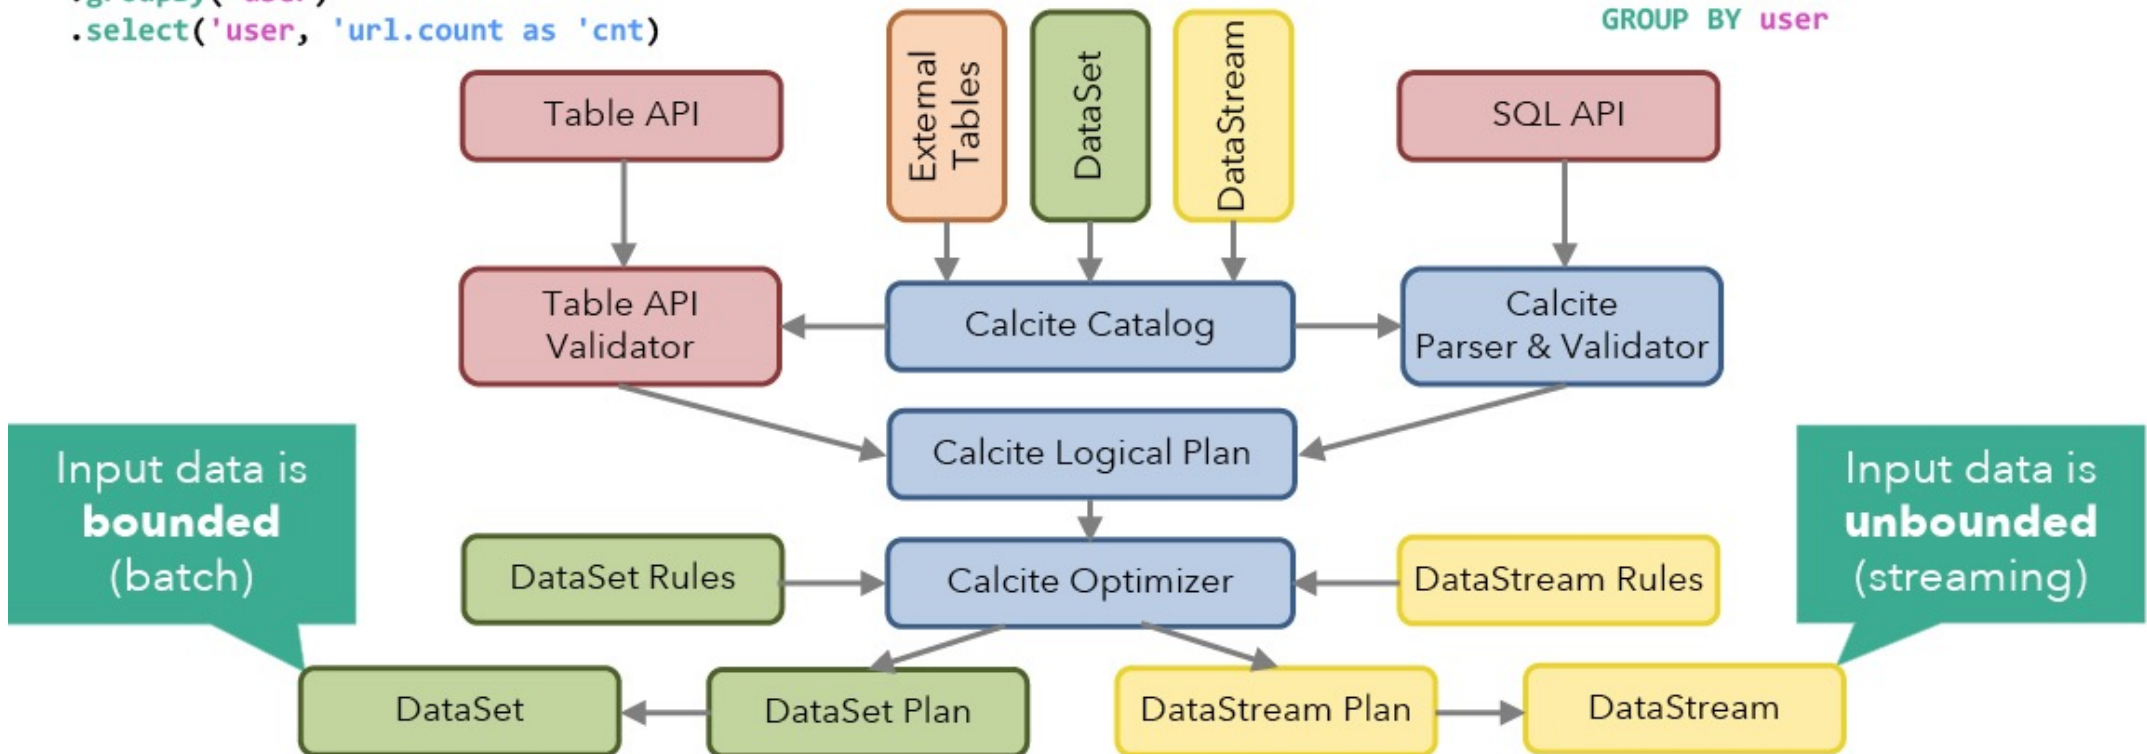 .groupBy('user)
.select('user, 'url.count as 'cnt)
GROUP BY user
Table API
External
Tables
DataSet
DataStream
SQL API
Table API
Validator
Calcite Catalog
Calcite
Parser & Validator
Calcite Logical Plan
Input data is
bounded
(batch)
Input data is
unbounded
(streaming)
DataSet Rules
Calcite Optimizer
DataStream Rules
DataSet
DataSet Plan
DataStream Plan
DataStream